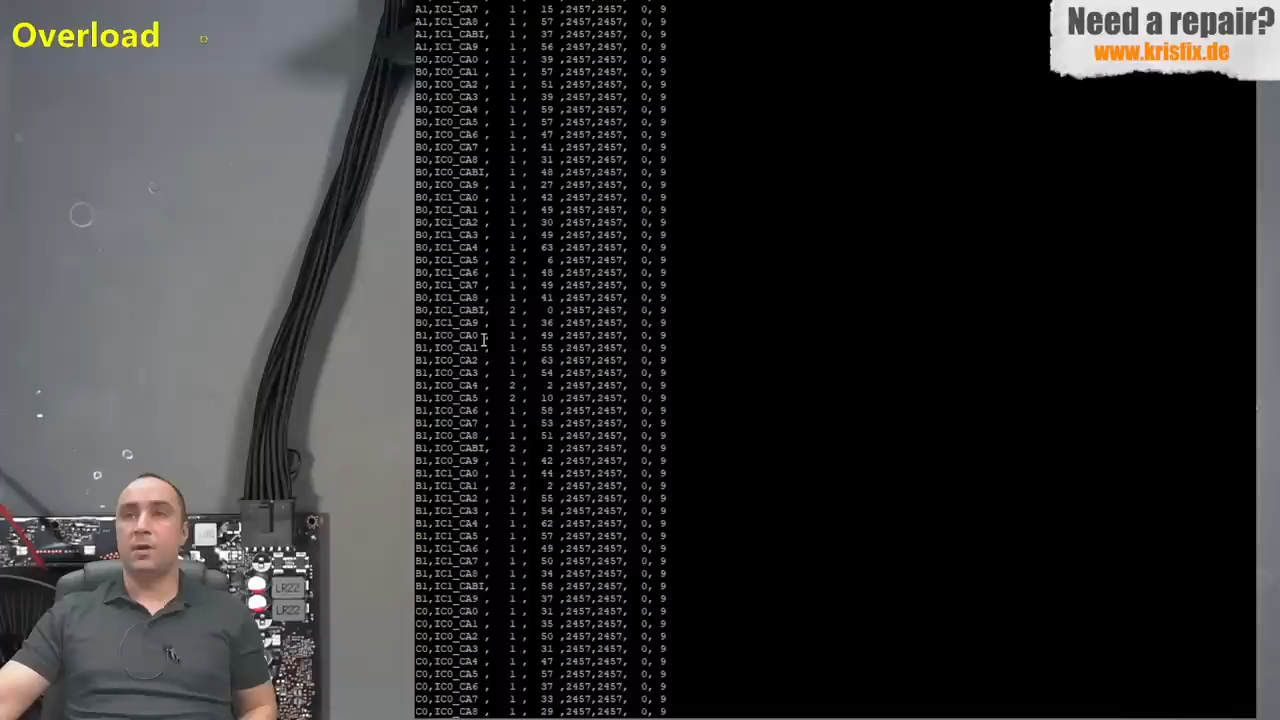 Overload
Need a repair?
www.krisfix.de
A1,IC1_CA7 , 1 , 15 ,2457,2457, 0, 9
A1,IC1_CA8 , 1 , 57 ,2457,2457, 0, 9
A1,IC1_CABI, 1 , 37 ,2457,2457, 0, 9
A1,IC1_CA9 , 1 , 56 ,2457,2457, 0, 9
B0,IC0_CA0 , 1 , 39 ,2457,2457, 0, 9
B0,IC0_CA1 , 1 , 57 ,2457,2457, 0, 9
B0,IC0_CA2 , 1 , 51 ,2457,2457, 0, 9
B0,IC0_CA3 , 1 , 39 ,2457,2457, 0, 9
B0,IC0_CA4 , 1 , 59 ,2457,2457, 0, 9
B0,IC0_CA5 , 1 , 57 ,2457,2457, 0, 9
B0,IC0_CA6 , 1 , 47 ,2457,2457, 0, 9
B0,IC0_CA7 , 1 , 41 ,2457,2457, 0, 9
B0,IC0_CA8 , 1 , 31 ,2457,2457, 0, 9
B0,IC0_CABI, 1 , 48 ,2457,2457, 0, 9
B0,IC0_CA9 , 1 , 27 ,2457,2457, 0, 9
B0,IC1_CA0 , 1 , 42 ,2457,2457, 0, 9
B0,IC1_CA1 , 1 , 49 ,2457,2457, 0, 9
B0,IC1_CA2 , 1 , 30 ,2457,2457, 0, 9
B0,IC1_CA3 , 1 , 49 ,2457,2457, 0, 9
B0,IC1_CA4 , 1 , 63 ,2457,2457, 0, 9
B0,IC1_CA5 , 2 , 6 ,2457,2457, 0, 9
B0,IC1_CA6 , 1 , 48 ,2457,2457, 0, 9
B0,IC1_CA7 , 1 , 49 ,2457,2457, 0, 9
B0,IC1_CA8 , 1 , 41 ,2457,2457, 0, 9
B0,IC1_CABI, 2 , 0 ,2457,2457, 0, 9
B0,IC1_CA9 , 1 , 36 ,2457,2457, 0, 9
B1,IC0_CA0 , 1 , 49 ,2457,2457, 0, 9
B1,IC0_CA1 , 1 , 55 ,2457,2457, 0, 9
B1,IC0_CA2 , 1 , 63 ,2457,2457, 0, 9
B1,IC0_CA3 , 1 , 54 ,2457,2457, 0, 9
B1,IC0_CA4 , 2 , 2 ,2457,2457, 0, 9
B1,IC0_CA5 , 2 , 10 ,2457,2457, 0, 9
B1,IC0_CA6 , 1 , 58 ,2457,2457, 0, 9
B1,IC0_CA7 , 1 , 53 ,2457,2457, 0, 9
B1,IC0_CA8 , 1 , 51 ,2457,2457, 0, 9
B1,IC0_CABI, 2 , 2 ,2457,2457, 0, 9
B1,IC0_CA9 , 1 , 42 ,2457,2457, 0, 9
B1,IC1_CA0 , 1 , 44 ,2457,2457, 0, 9
B1,IC1_CA1 , 2 , 2 ,2457,2457, 0, 9
B1,IC1_CA2 , 1 , 55 ,2457,2457, 0, 9
B1,IC1_CA3 , 1 , 54 ,2457,2457, 0, 9
B1,IC1_CA4 , 1 , 62 ,2457,2457, 0, 9
B1,IC1_CA5 , 1 , 57 ,2457,2457, 0, 9
B1,IC1_CA6 , 1 , 49 ,2457,2457, 0, 9
B1,IC1_CA7 , 1 , 50 ,2457,2457, 0, 9
B1,IC1_CA8 , 1 , 34 ,2457,2457, 0, 9
B1,IC1_CABI, 1 , 58 ,2457,2457, 0, 9
B1,IC1_CA9 , 1 , 37 ,2457,2457, 0, 9
C0,IC0_CA0 , 1 , 31 ,2457,2457, 0, 9
C0,IC0_CA1 , 1 , 35 ,2457,2457, 0, 9
C0,IC0_CA2 , 1 , 50 ,2457,2457, 0, 9
C0,IC0_CA3 , 1 , 31 ,2457,2457, 0, 9
C0,IC0_CA4 , 1 , 47 ,2457,2457, 0, 9
C0,IC0_CA5 , 1 , 57 ,2457,2457, 0, 9
C0,IC0_CA6 , 1 , 37 ,2457,2457, 0, 9
C0,IC0_CA7 , 1 , 33 ,2457,2457, 0, 9
C0,IC0_CA8 , 1 , 29 ,2457,2457, 0, 9
LR22
LR22